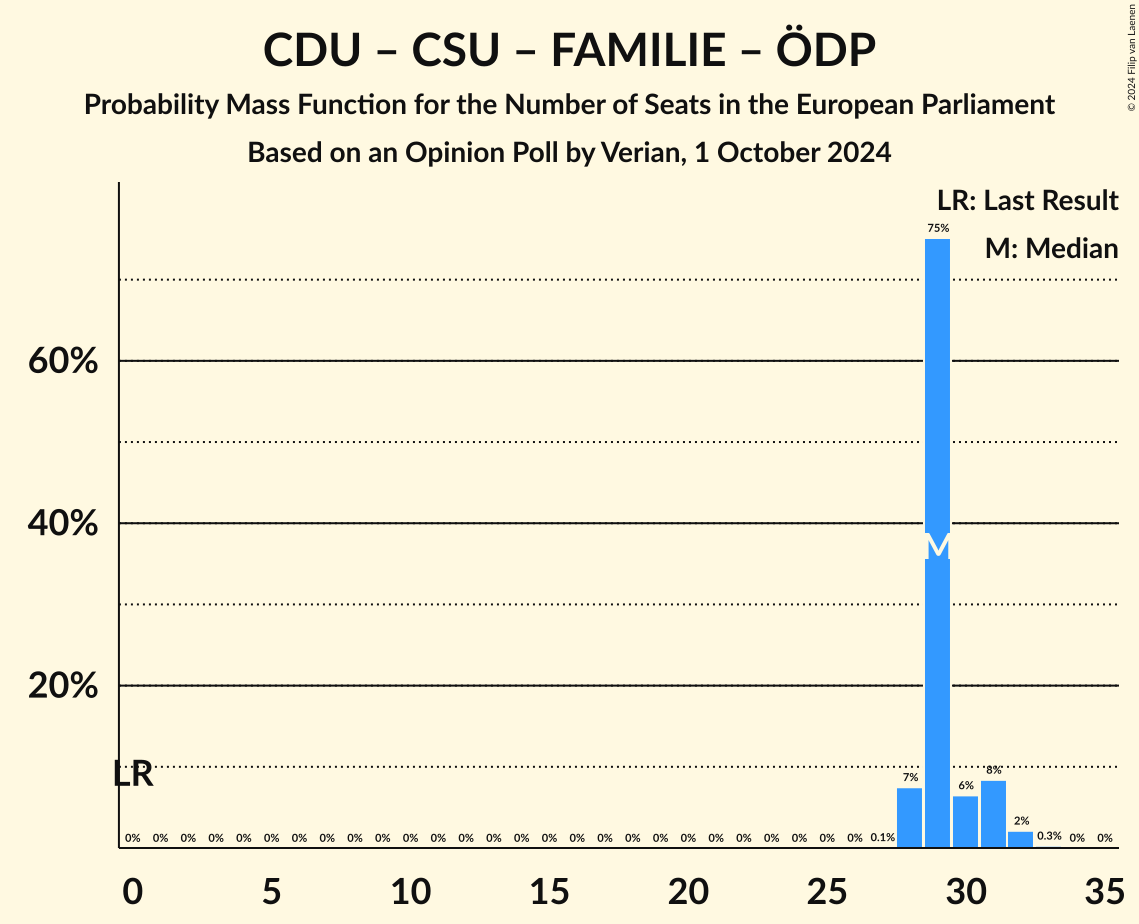 CDU – CSU – FAMILIE – ÖDP
Probability Mass Function for the Number of Seats in the European Parliament
Based on an Opinion Poll by Verian, 1 October 2024
© 2024 Filip van Laenen
LR: Last Result
M: Median
75%
60%
40%
M
20%
LR
0% 0% 0% 0% 0% 0% 0% 0% 0% 0% 0% 0% 0% 0% 0% 0% 0% 0% 0% 0% 0% 0% 0% 0% 0% 0% 0% 0.1% 7% 6% 8% 2% 0.3% 0% 0%
0 5 10 15 20 25 30 35